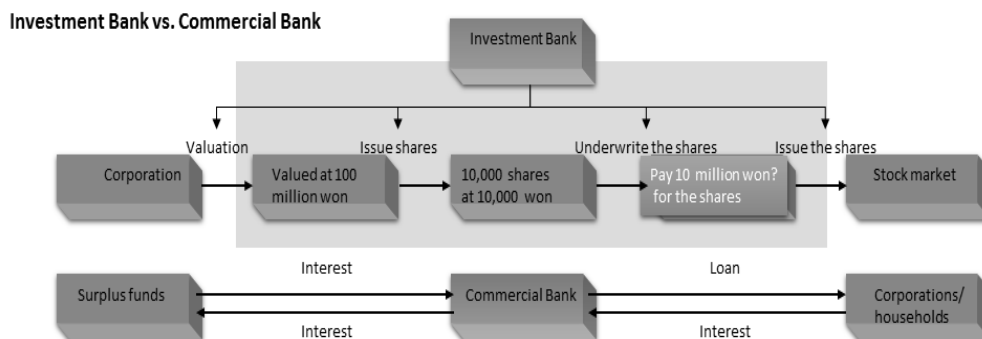 Investment Bank vs. Commercial Bank
Investment Bank
Valuation
Issue shares
Underwrite the shares
Issue the shares
Corporation
Valued at 100
million won
10,000 shares
at 10,000 won
Pay 10 million won?
for the shares
Stock market
Interest
Loan
Surplus funds
Commercial Bank
Corporations/
households
Interest
Interest